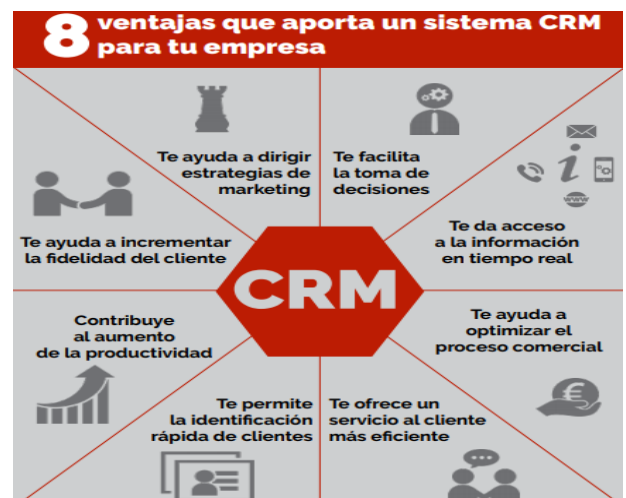 8 ventajas que aporta un sistema CRM
para tu empresa
Te ayuda a dirigir
estrategias de
marketing
Te facilita
la toma de
decisiones
Te ayuda a incrementar
la fidelidad del cliente
i
www
Te da acceso
a la información
en tiempo real
CRM
Contribuye
al aumento
de la productividad
Te ayuda a
optimizar el
proceso comercial
€
Te permite
la identificación
rápida de clientes
Te ofrece un
servicio al cliente
más eficiente